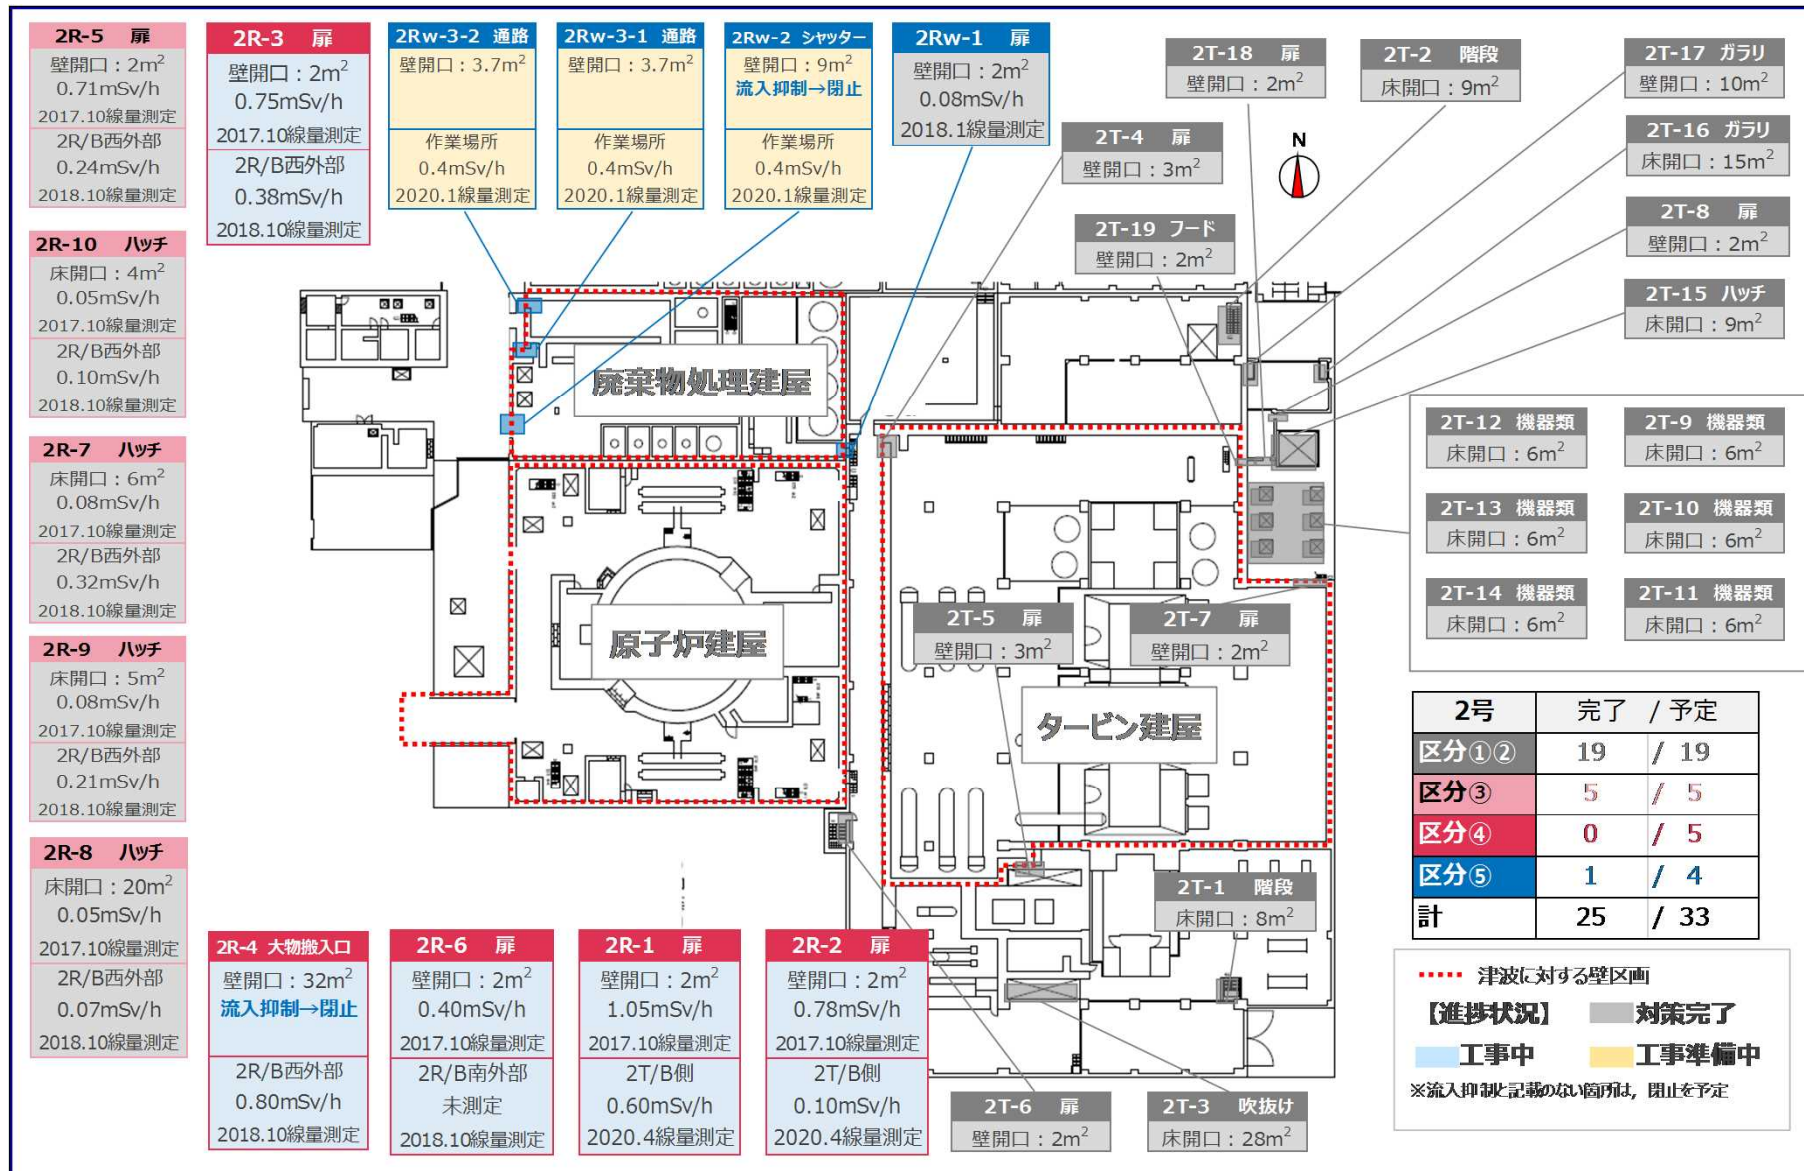 2R-5 扉
壁開口：2m²
0.71mSv/h
2017.10線量測定
2R/B西外部
0.24mSv/h
2018.10線量測定
2R-3 扉
壁開口：2m²
0.75mSv/h
2017.10線量測定
2R/B西外部
0.38mSv/h
2018.10線量測定
2Rw-3-2 通路
壁開口：3.7m²
作業場所
0.4mSv/h
2020.1線量測定
2Rw-3-1 通路
壁開口：3.7m²
作業場所
0.4mSv/h
2020.1線量測定
2Rw-2 シャッター
壁開口：9m²
流入抑制→閉止
作業場所
0.4mSv/h
2020.1線量測定
2Rw-1 扉
壁開口：2m²
0.08mSv/h
2018.1線量測定
2T-18 扉
壁開口：2m²
2T-2 階段
床開口：9m²
2T-17 ガラリ
壁開口：10m²
2T-4 扉
壁開口：3m²
2T-16 ガラリ
床開口：15m²
N
2T-19 フード
壁開口：2m²
2T-8 扉
壁開口：2m²
2T-15 ハッチ
床開口：9m²
2R-10 ハッチ
床開口：4m²
0.05mSv/h
2017.10線量測定
2R/B西外部
0.10mSv/h
2018.10線量測定
廃棄物処理建屋
2T-12 機器類
床開口：6m²
2T-9 機器類
床開口：6m²
2T-13 機器類
床開口：6m²
2T-10 機器類
床開口：6m²
2T-14 機器類
床開口：6m²
2T-11 機器類
床開口：6m²
2R-7 ハッチ
床開口：6m²
0.08mSv/h
2017.10線量測定
2R/B西外部
0.32mSv/h
2018.10線量測定
原子炉建屋
2T-5 扉
壁開口：3m²
2T-7 扉
壁開口：2m²
タービン建屋
2R-9 ハッチ
床開口：5m²
0.08mSv/h
2017.10線量測定
2R/B西外部
0.21mSv/h
2018.10線量測定
2号 完了 / 予定
区分①② 19 / 19
区分③ 5 / 5
区分④ 0 / 5
区分⑤ 1 / 4
計 25 / 33
2R-8 ハッチ
床開口：20m²
0.05mSv/h
2017.10線量測定
2R/B西外部
0.07mSv/h
2018.10線量測定
2R-4 大物搬入口
壁開口：32m²
流入抑制→閉止
2R/B西外部
0.80mSv/h
2018.10線量測定
2R-6 扉
壁開口：2m²
0.40mSv/h
2017.10線量測定
2R/B南外部
未測定
2018.10線量測定
2R-1 扉
壁開口：2m²
1.05mSv/h
2017.10線量測定
2T/B側
0.60mSv/h
2020.4線量測定
2R-2 扉
壁開口：2m²
0.78mSv/h
2017.10線量測定
2T/B側
0.10mSv/h
2020.4線量測定
2T-1 階段
床開口：8m²
2T-6 扉
壁開口：2m²
2T-3 吹抜け
床開口：28m²
津波に対する壁区画
【進捗状況】 対策完了
工事中 工事準備中
※流入抑制と記載のない箇所は，閉止を予定